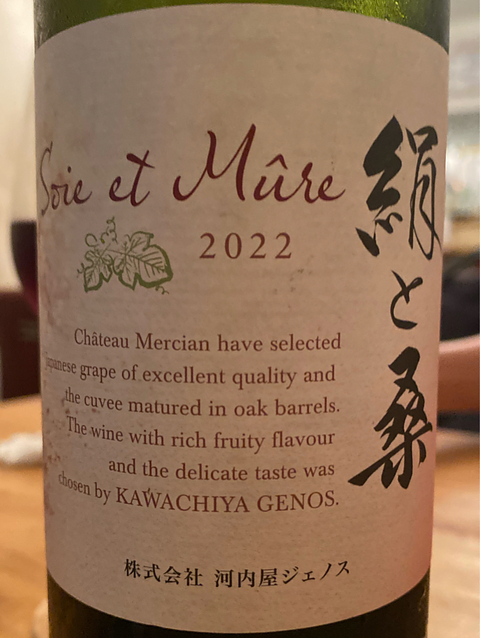 Soie et Mûre
2022
絹と桑
Château Mercian have selected
Japanese grape of excellent quality and
the cuvee matured in oak barrels.
The wine with rich fruity flavour
and the delicate taste was
chosen by KAWACHIYA GENOS.
株式会社 河内屋ジェノス